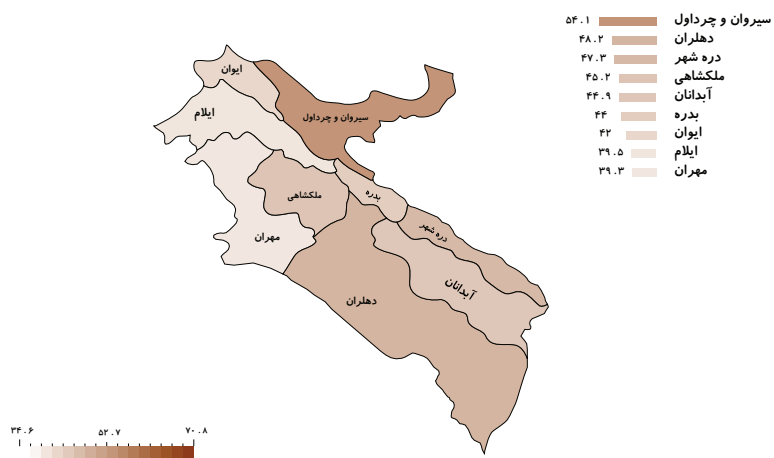 سیروان و چرداول ۵۴.۱
دهلران ۴۸.۲
دره شهر ۴۷.۳
ملکشاهی ۴۵.۲
آبدانان ۴۴.۹
بدره ۴۴
ایوان ۴۲
ایلام ۳۹.۵
مهران ۳۹.۳
ایوان
ایلام
سیروان و چرداول
ملکشاهی
بدره
مهران
دره شهر
آبدانان
دهلران
۳۴.۶ ۵۲.۷ ۷۰.۸